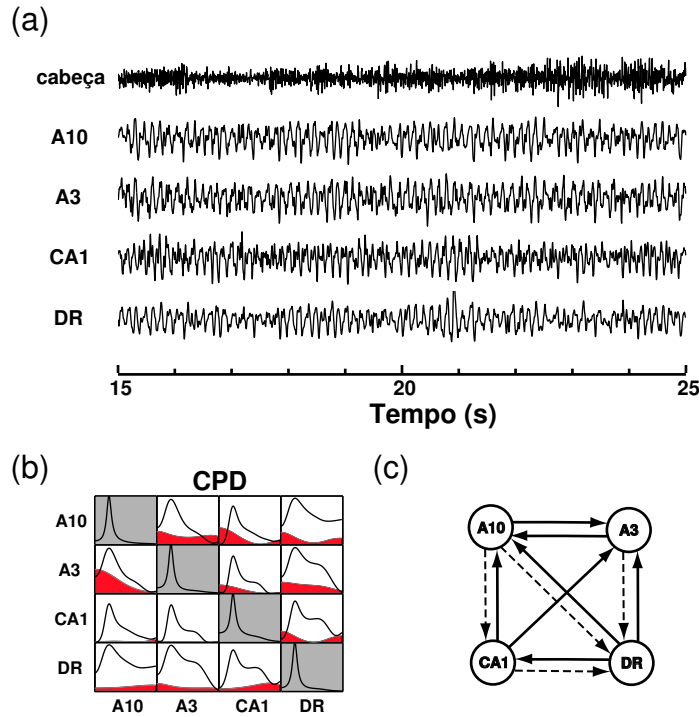 (a)
cabeça
A10
A3
CA1
DR
15 20 25
Tempo (s)
(b)
CPD
A10
A3
CA1
DR
A10 A3 CA1 DR
(c)
A10 A3
CA1 DR